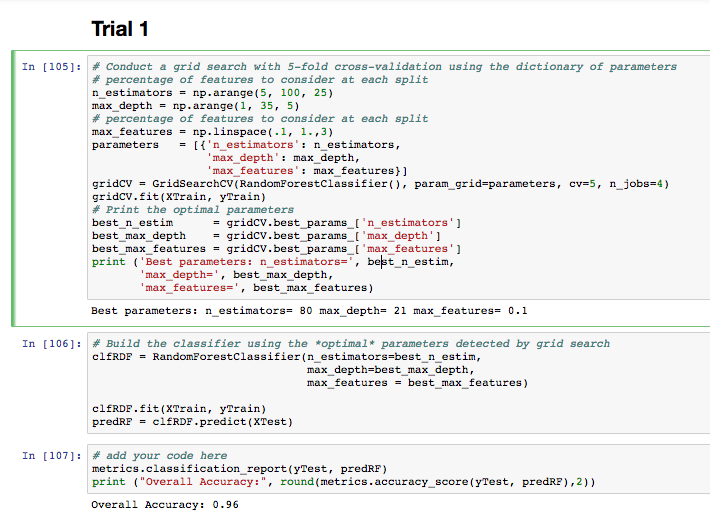 Trial 1
In [105]: # Conduct a grid search with 5-fold cross-validation using the dictionary of parameters
# percentage of features to consider at each split
n_estimators = np.arange(5, 100, 25)
max_depth = np.arange(1, 35, 5)
# percentage of features to consider at each split
max_features = np.linspace(.1, 1.,3)
parameters   = [{'n_estimators': n_estimators,
                 'max_depth': max_depth,
                 'max_features': max_features}]
gridCV = GridSearchCV(RandomForestClassifier(), param_grid=parameters, cv=5, n_jobs=4)
gridCV.fit(XTrain, yTrain)
# Print the optimal parameters
best_n_estim      = gridCV.best_params_['n_estimators']
best_max_depth    = gridCV.best_params_['max_depth']
best_max_features = gridCV.best_params_['max_features']
print ('Best parameters: n_estimators=', best_n_estim,
       'max_depth=', best_max_depth,
       'max_features=', best_max_features)
Best parameters: n_estimators= 80 max_depth= 21 max_features= 0.1
In [106]: # Build the classifier using the *optimal* parameters detected by grid search
clfRDF = RandomForestClassifier(n_estimators=best_n_estim,
                                max_depth=best_max_depth,
                                max_features = best_max_features)
clfRDF.fit(XTrain, yTrain)
predRF = clfRDF.predict(XTest)
In [107]: # add your code here
metrics.classification_report(yTest, predRF)
print ("Overall Accuracy:", round(metrics.accuracy_score(yTest, predRF),2))
Overall Accuracy: 0.96